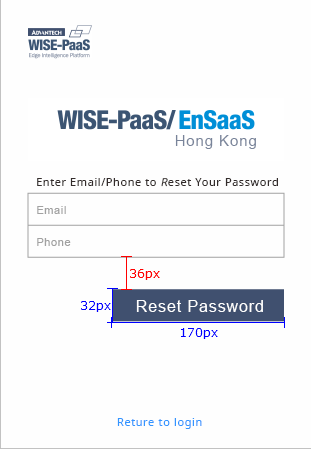 ADVANTECH
WISE-PaaS
Edge Intelligence Platform
WISE-PaaS/ EnSaaS
Hong Kong
Enter Email/Phone to Reset Your Password
Email
Phone
36px
32px
Reset Password
170px
Reture to login